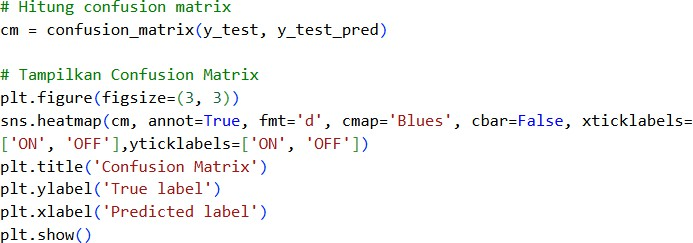 # Hitung confusion matrix
cm = confusion_matrix(y_test, y_test_pred)
# Tampilkan Confusion Matrix
plt.figure(figsize=(3, 3))
sns.heatmap(cm, annot=True, fmt='d', cmap='Blues', cbar=False, xticklabels=
['ON', 'OFF'],yticklabels=['ON', 'OFF'])
plt.title('Confusion Matrix')
plt.ylabel('True label')
plt.xlabel('Predicted label')
plt.show()